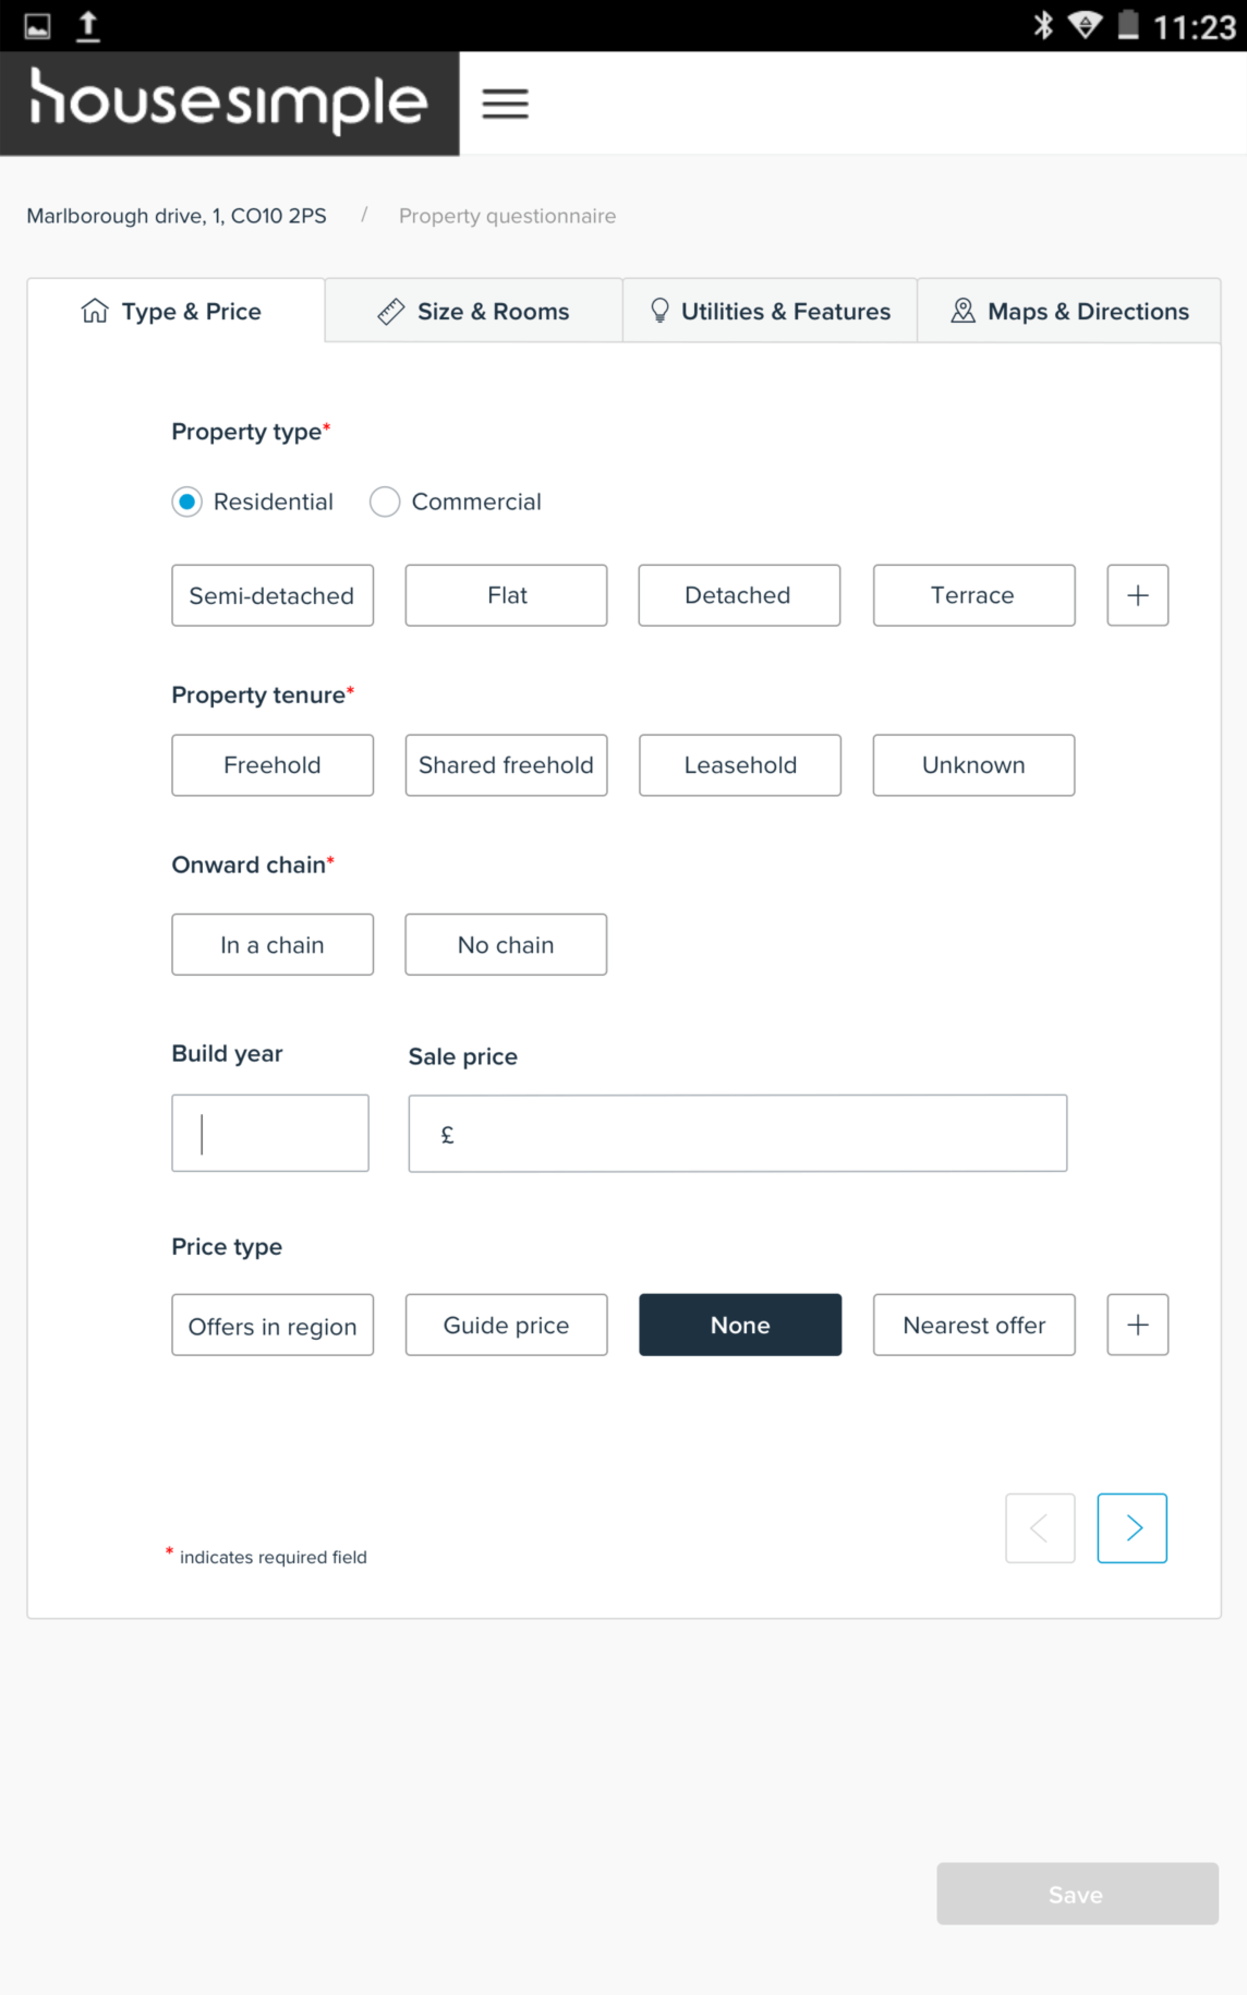 11:23
housesimple
Marlborough drive, 1, CO10 2PS / Property questionnaire
Type & Price Size & Rooms Utilities & Features Maps & Directions
Property type*
Residential Commercial
Semi-detached Flat Detached Terrace +
Property tenure*
Freehold Shared freehold Leasehold Unknown
Onward chain*
In a chain No chain
Build year Sale price
£
Price type
Offers in region Guide price None Nearest offer +
* indicates required field
Save